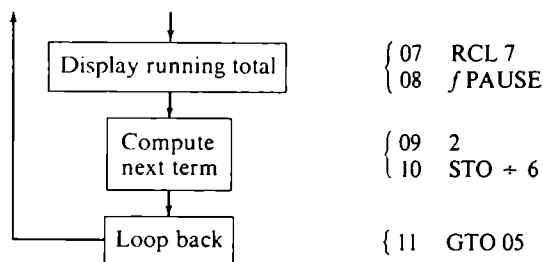 Display running total
07 RCL 7
08 f PAUSE
Compute
next term
09 2
10 STO ÷ 6
Loop back
11 GTO 05